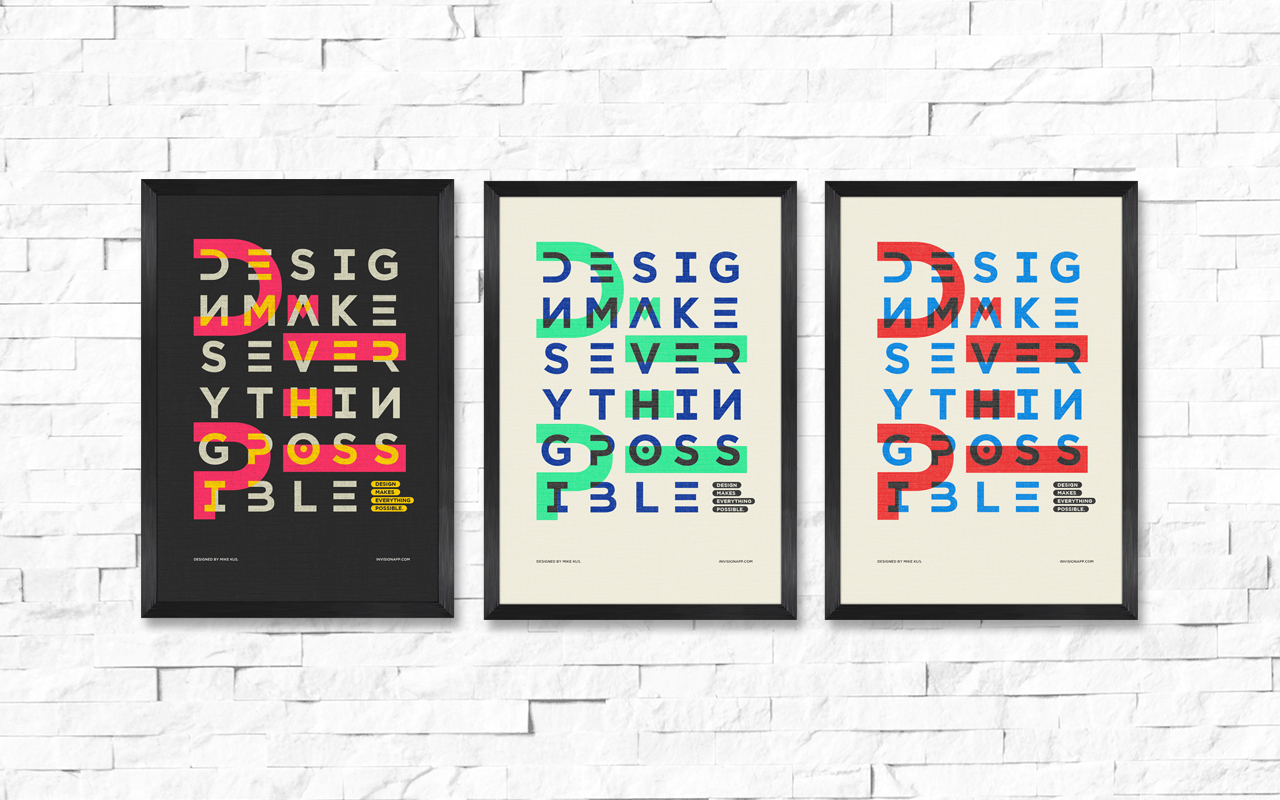 DESIG
NMAKE
SEVER
YTHIN
GPOSS
IBLE
DESIGN
MAKES
EVERYTHING
POSSIBLE.
DESIGNED BY MIKE KUS.
INVISIONAPP.COM
DESIG
NMAKE
SEVER
YTHIN
GPOSS
IBLE
DESIGN
MAKES
EVERYTHING
POSSIBLE.
DESIGNED BY MIKE KUS.
INVISIONAPP.COM
DESIG
NMAKE
SEVER
YTHIN
GPOSS
IBLE
DESIGN
MAKES
EVERYTHING
POSSIBLE.
DESIGNED BY MIKE KUS.
INVISIONAPP.COM